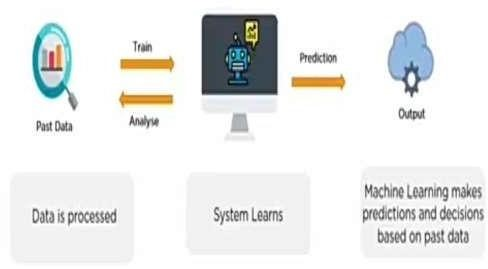 Train
Prediction
Past Data
Analyse
Output
Data is processed
System Learns
Machine Learning makes
predictions and decisions
based on past data